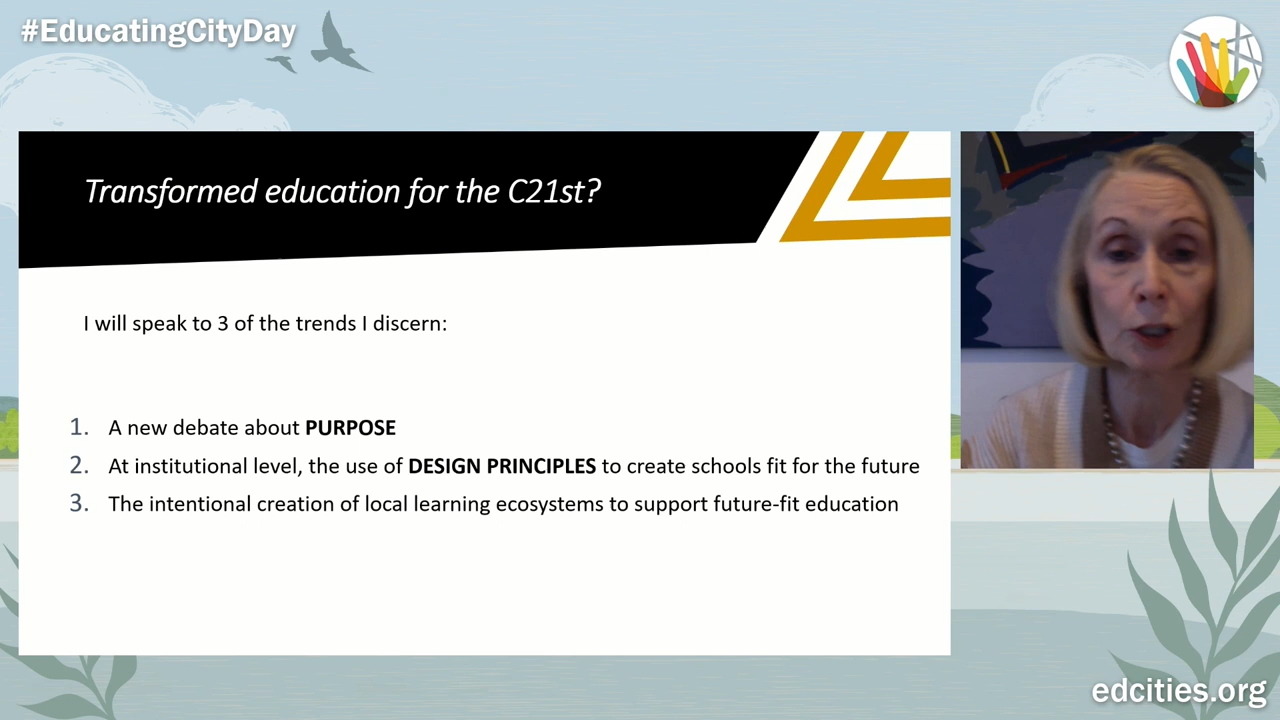 #EducatingCityDay
Transformed education for the C21st?
I will speak to 3 of the trends I discern:
1. A new debate about PURPOSE
2. At institutional level, the use of DESIGN PRINCIPLES to create schools fit for the future
3. The intentional creation of local learning ecosystems to support future-fit education
edcities.org